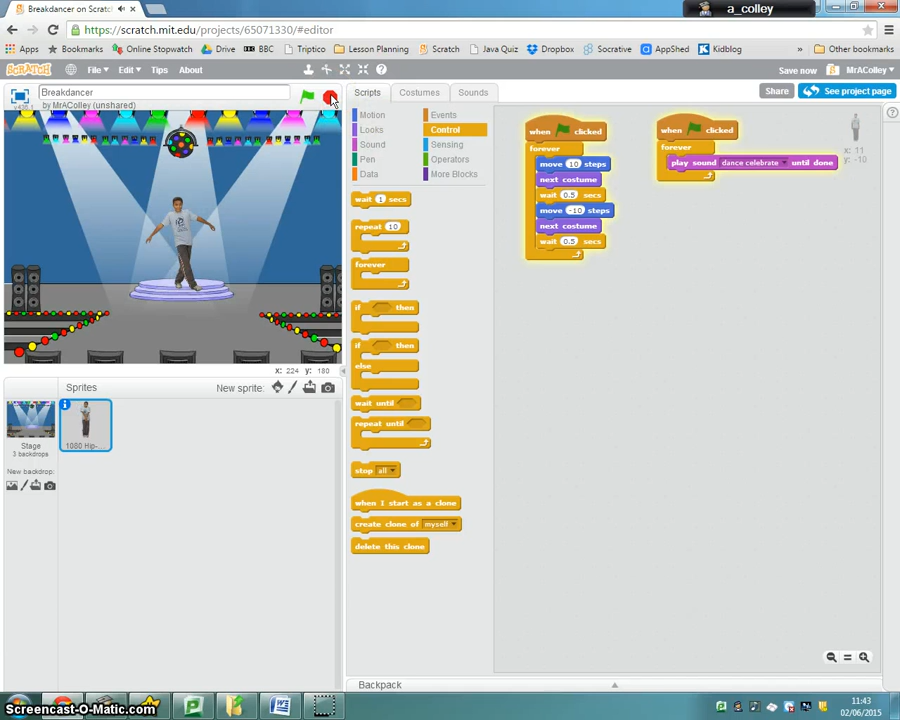 Breakdancer on Scratch
a_colley
https://scratch.mit.edu/projects/65071330/#editor
Apps Bookmarks Online Stopwatch Drive BBC Triptico Lesson Planning Scratch Java Quiz Dropbox Socrative AppShed Kidblog Other bookmarks
SCRATCH File Edit Tips About Save now MrAColley
Breakdancer
by MrAColley (unshared)
v436.1
Scripts Costumes Sounds
Share See project page
Motion Events
Looks Control
Sound Sensing
Pen Operators
Data More Blocks
wait 1 secs
repeat 10
forever
if then
if then
else
wait until
repeat until
stop all
when I start as a clone
create clone of myself
delete this clone
when clicked
forever
move 10 steps
next costume
wait 0.5 secs
move -10 steps
next costume
wait 0.5 secs
when clicked
forever
play sound dance celebrate until done
x: 11
y: -10
x: 224 y: 180
Sprites New sprite:
Stage
3 backdrops
New backdrop:
1080 Hip-...
Backpack
Screencast-O-Matic.com
11:43
02/06/2015